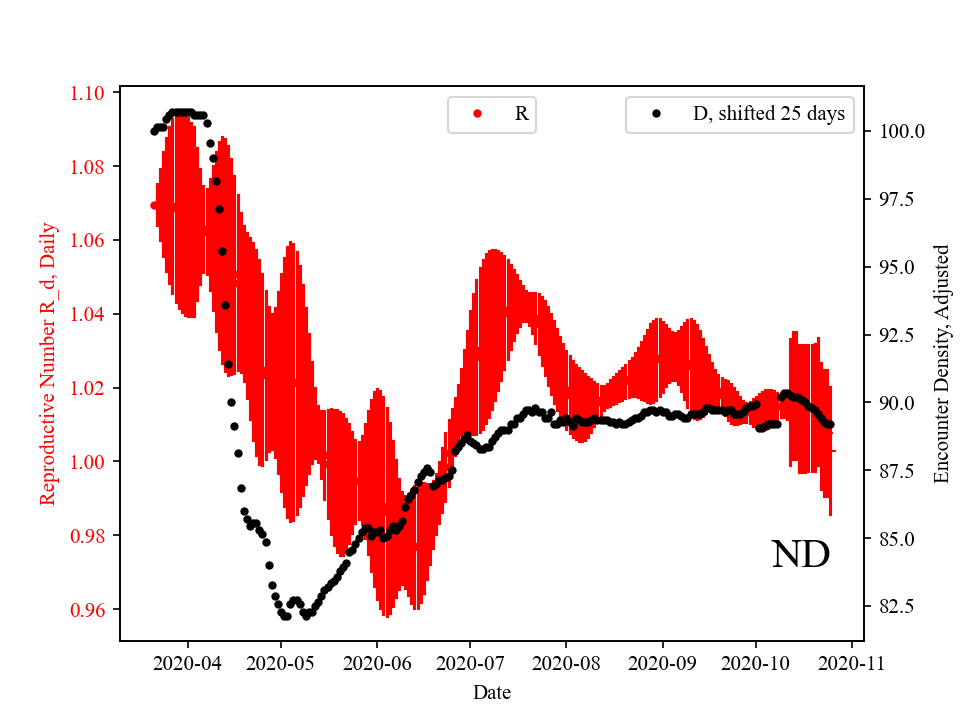 R
D, shifted 25 days
Reproductive Number R_d, Daily
1.10
1.08
1.06
1.04
1.02
1.00
0.98
0.96
100.0
97.5
95.0
92.5
90.0
87.5
85.0
82.5
Encounter Density, Adjusted
ND
2020-04 2020-05 2020-06 2020-07 2020-08 2020-09 2020-10 2020-11
Date